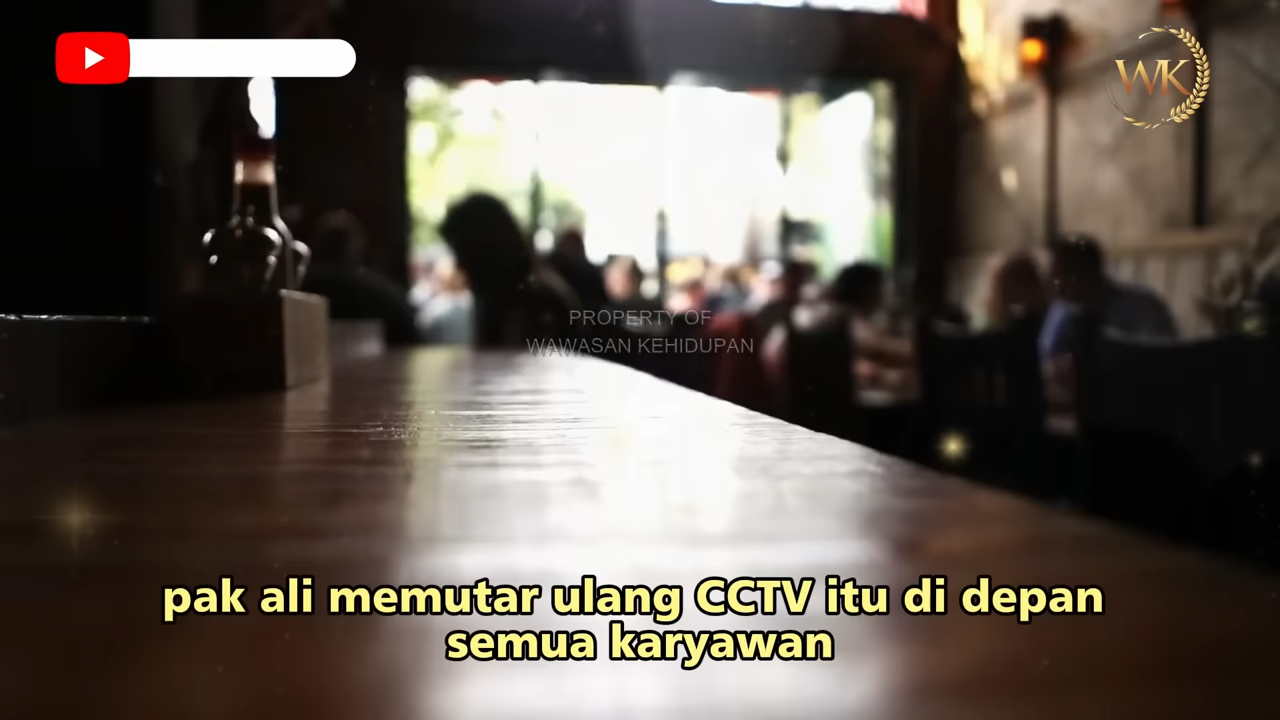 WK
PROPERTY OF
WAWASAN KEHIDUPAN
pak ali memutar ulang CCTV itu di depan
semua karyawan